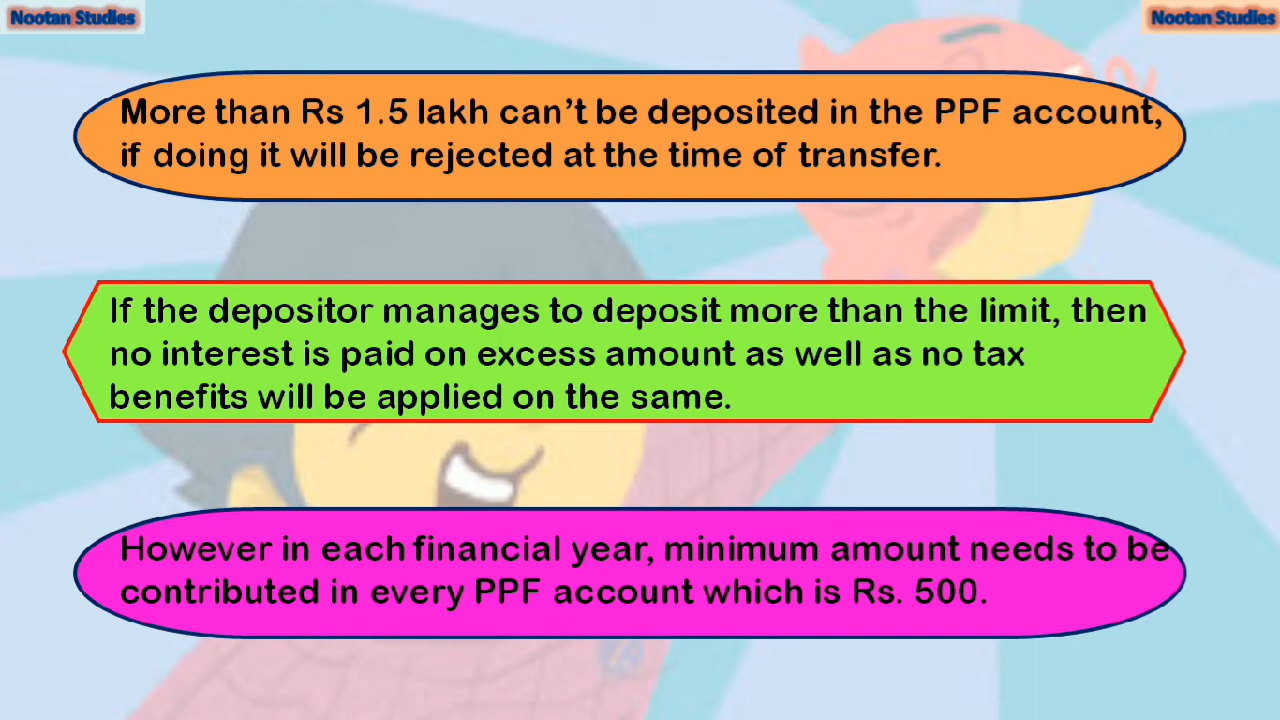 Nootan Studies
Nootan Studies
More than Rs 1.5 lakh can't be deposited in the PPF account,
if doing it will be rejected at the time of transfer.
If the depositor manages to deposit more than the limit, then
no interest is paid on excess amount as well as no tax
benefits will be applied on the same.
However in each financial year, minimum amount needs to be
contributed in every PPF account which is Rs. 500.